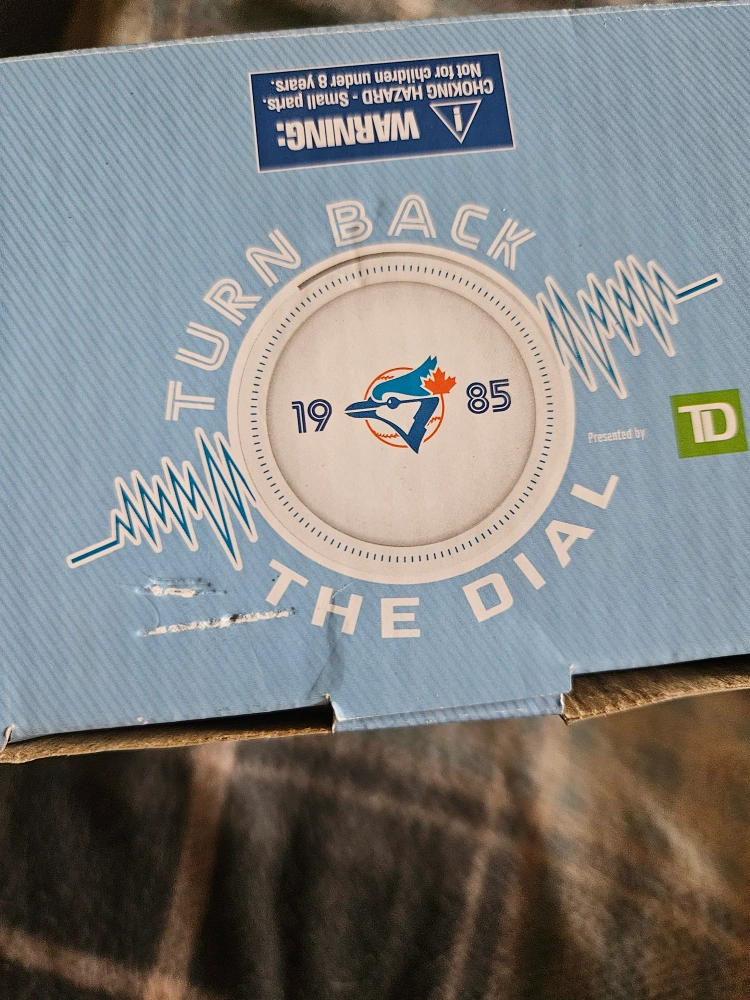 WARNING:
CHOKING HAZARD - Small parts.
Not for children under 8 years.
TURN BACK
19 85
Presented by
TD
THE DIAL